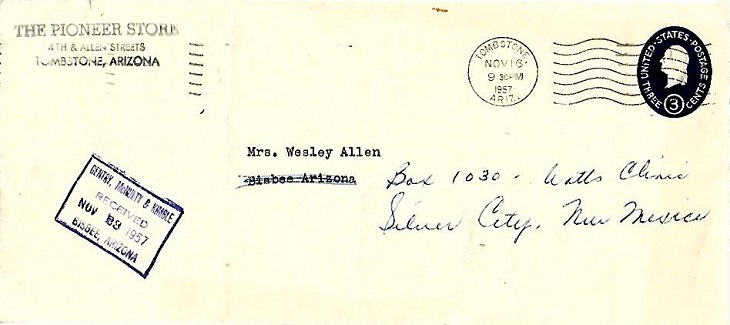 THE PIONEER STORE
4TH & ALLEN STREETS
TOMBSTONE, ARIZONA
TOMBSTONE
NOV 16
9 30 PM
1957
ARIZ.
UNITED·STATES·POSTAGE
THREE 3 CENTS
Mrs. Wesley Allen
Bisbee Arizona
Box 1030 - Watts Clinic
Silver City, New Mexico
GENTRY, McNULTY & KIMBLE
RECEIVED
NOV 1957
BISBEE, ARIZONA